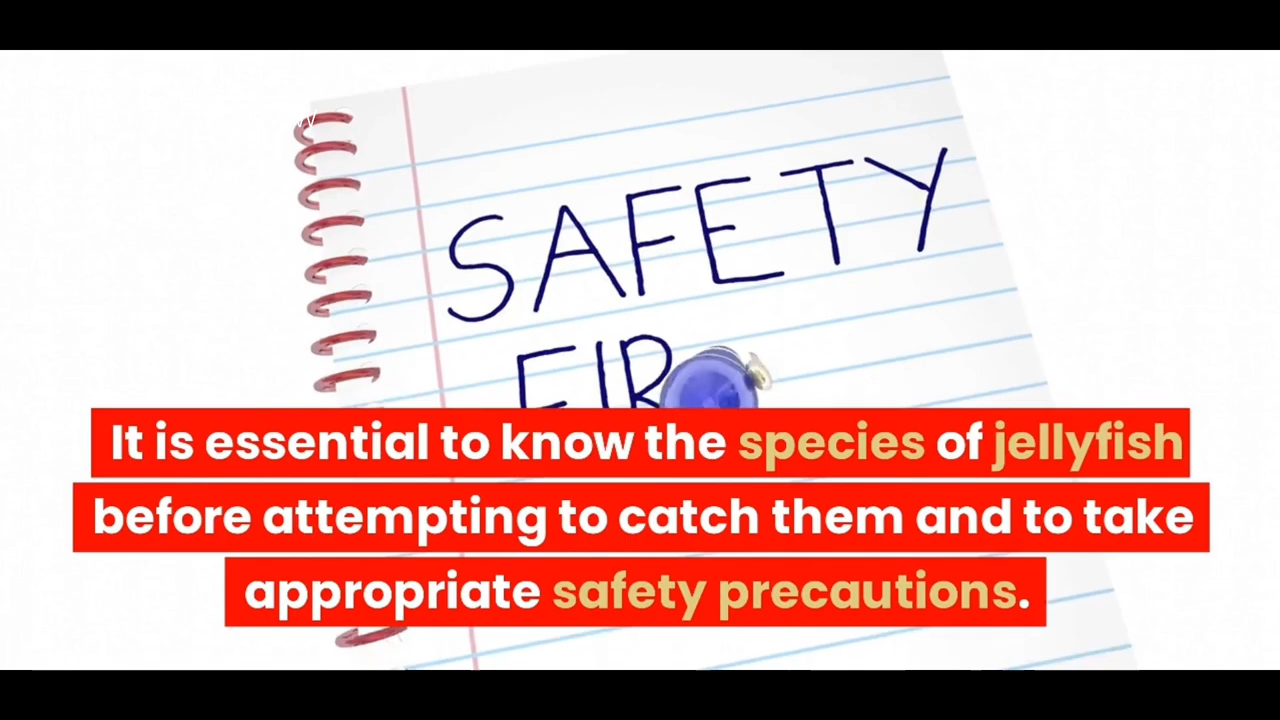 SAFETY
FIR
It is essential to know the species of jellyfish
before attempting to catch them and to take
appropriate safety precautions.